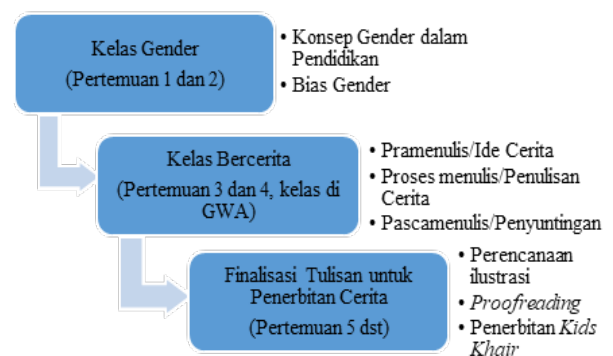 Kelas Gender
(Pertemuan 1 dan 2)
• Konsep Gender dalam
Pendidikan
• Bias Gender
Kelas Bercerita
(Pertemuan 3 dan 4, kelas di
GWA)
• Pramenulis/Ide Cerita
• Proses menulis/Penulisan
Cerita
• Pascamenulis/Penyuntingan
Finalisasi Tulisan untuk
Penerbitan Cerita
(Pertemuan 5 dst)
• Perencanaan
ilustrasi
• Proofreading
• Penerbitan Kids
Khair